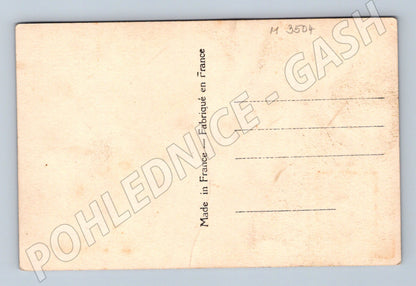 M 3504
Made in France — Fabriqué en France
POHLEDNICE - GASH